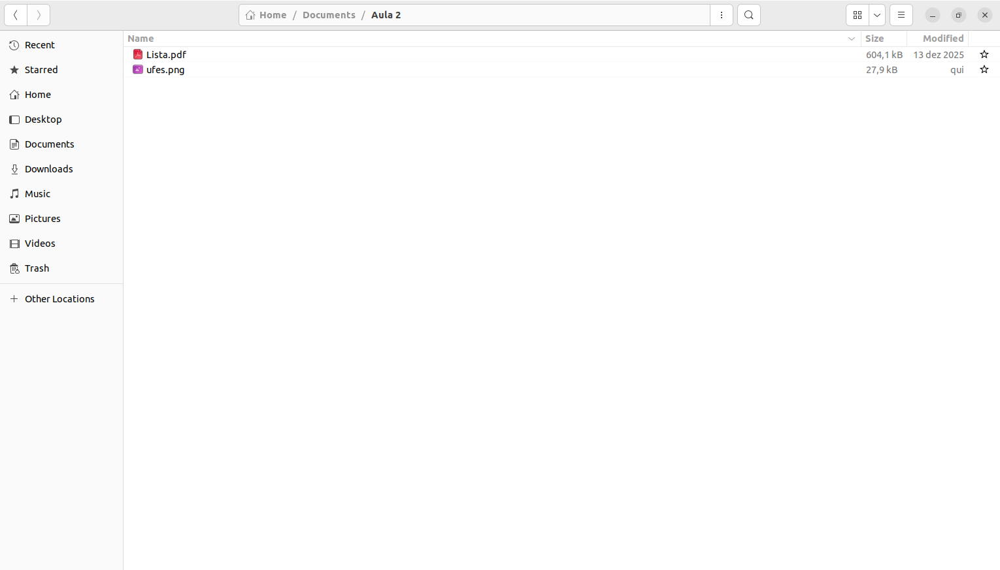 Home / Documents / Aula 2
Recent
Starred
Home
Desktop
Documents
Downloads
Music
Pictures
Videos
Trash
Other Locations
Name Size Modified
Lista.pdf 604,1 kB 13 dez 2025
ufes.png 27,9 kB qui